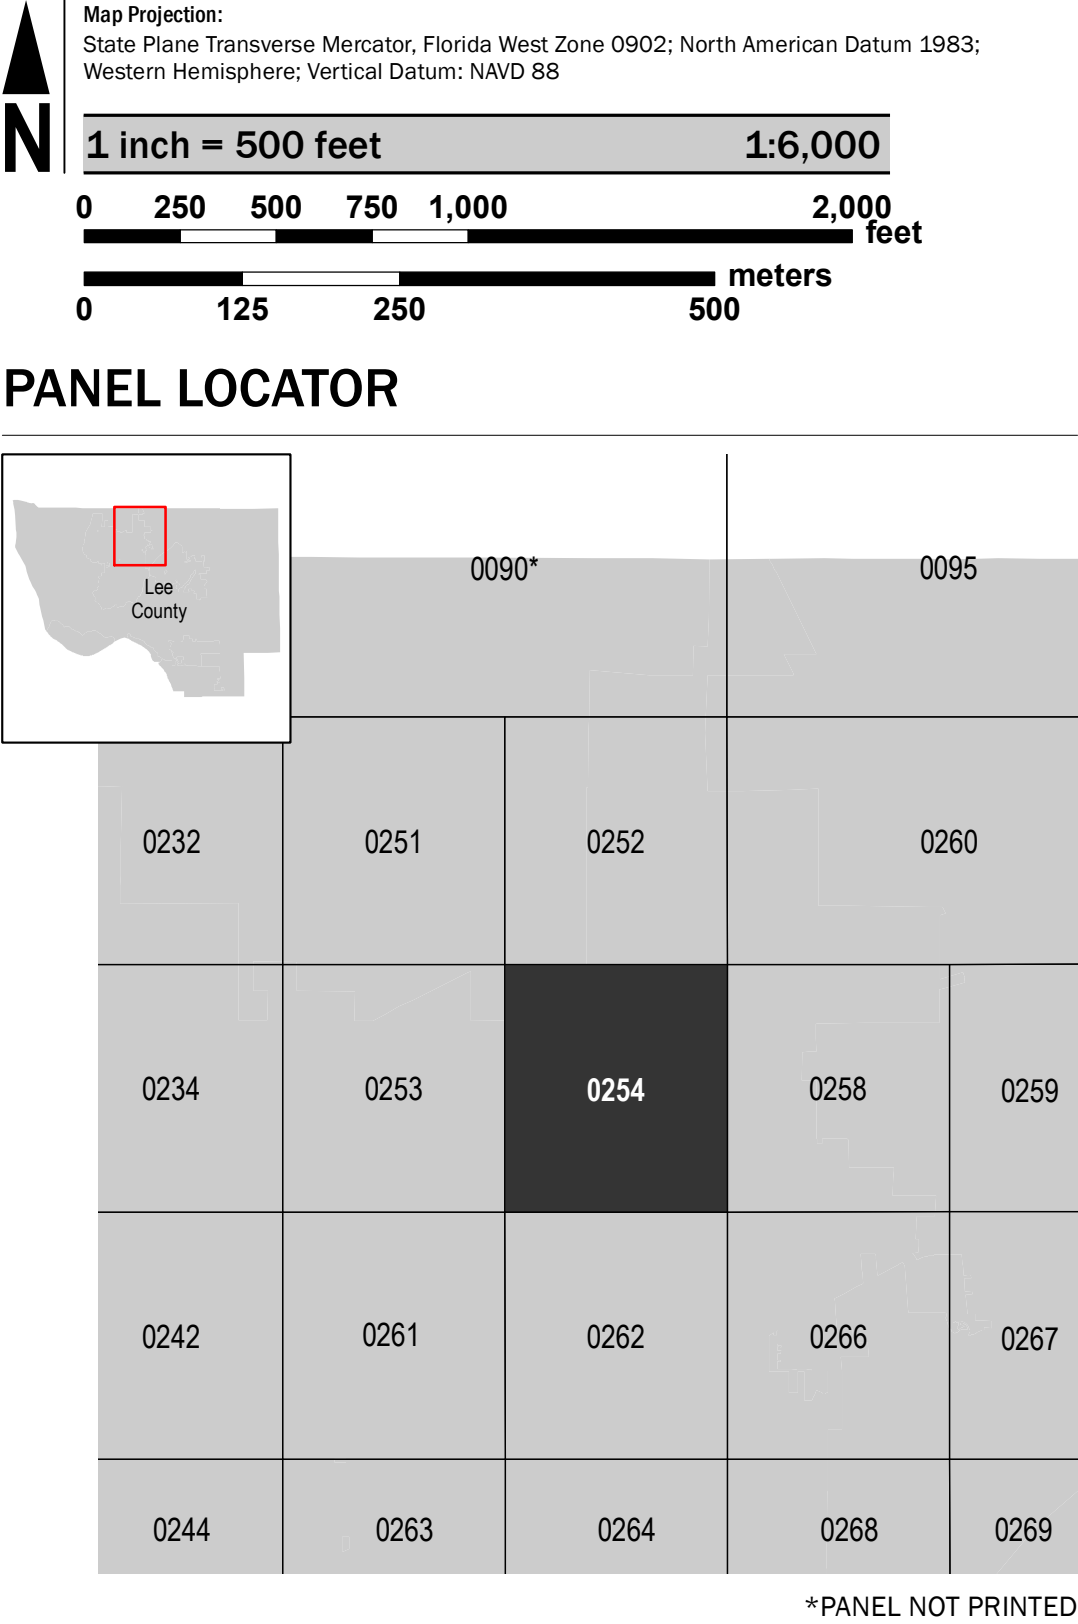 Map Projection:
State Plane Transverse Mercator, Florida West Zone 0902; North American Datum 1983;
Western Hemisphere; Vertical Datum: NAVD 88
N
1 inch = 500 feet 1:6,000
0 250 500 750 1,000 2,000
feet
meters
0 125 250 500
PANEL LOCATOR
Lee
County
0090* 0095
0232 0251 0252 0260
0234 0253 0254 0258 0259
0242 0261 0262 0266 0267
0244 0263 0264 0268 0269
*PANEL NOT PRINTED